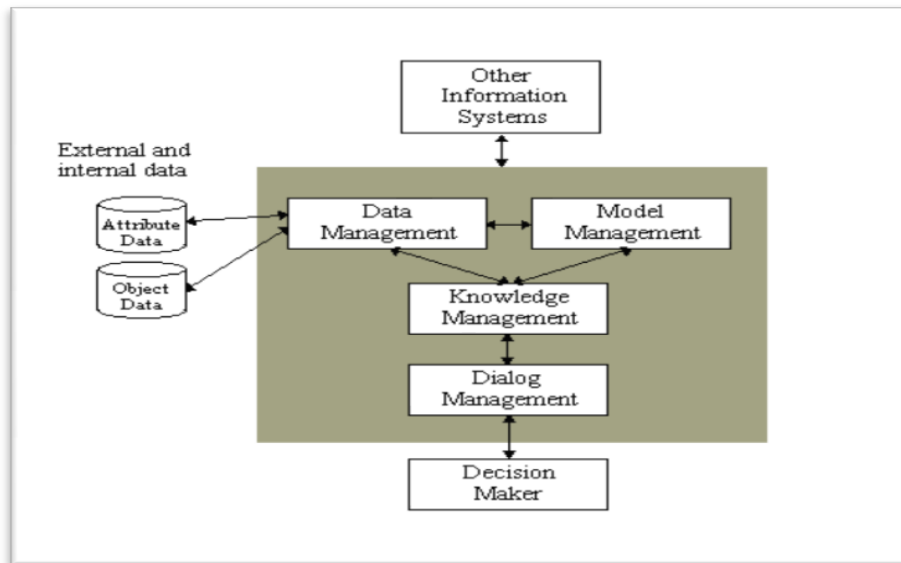 Other
Information
Systems
External and
internal data
Attribute
Data
Object
Data
Data
Management
Model
Management
Knowledge
Management
Dialog
Management
Decision
Maker